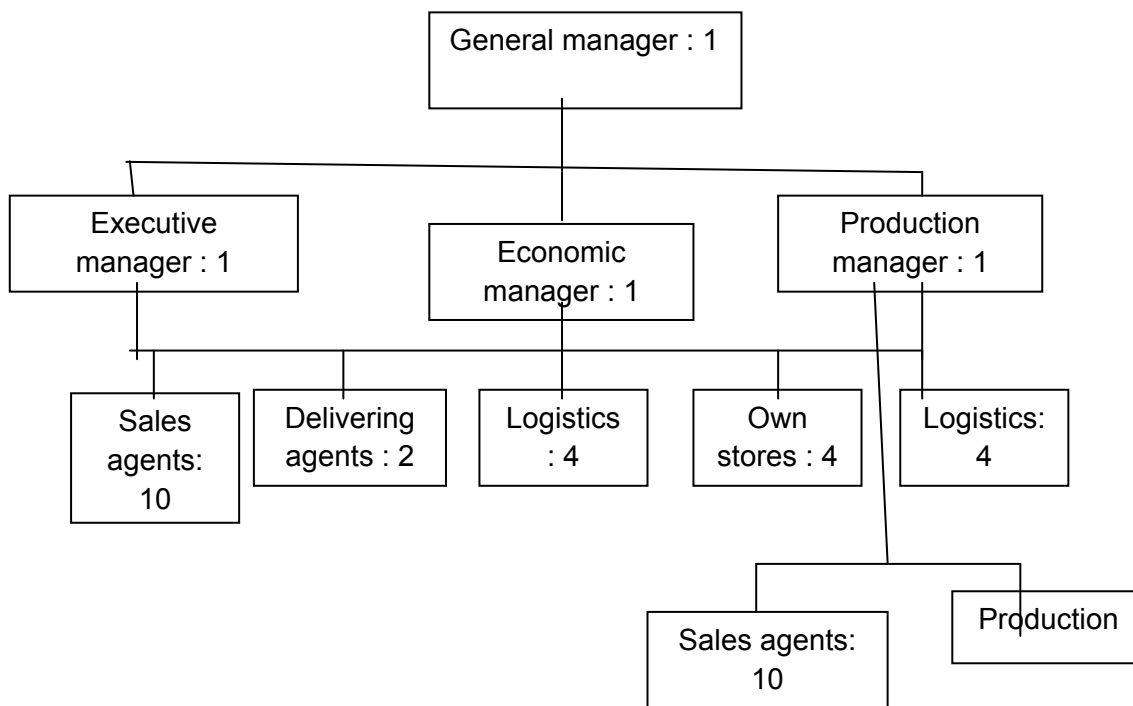 General manager : 1
Executive
manager : 1
Economic
manager : 1
Production
manager : 1
Sales
agents:
10
Delivering
agents : 2
Logistics
: 4
Own
stores : 4
Logistics:
4
Sales agents:
10
Production